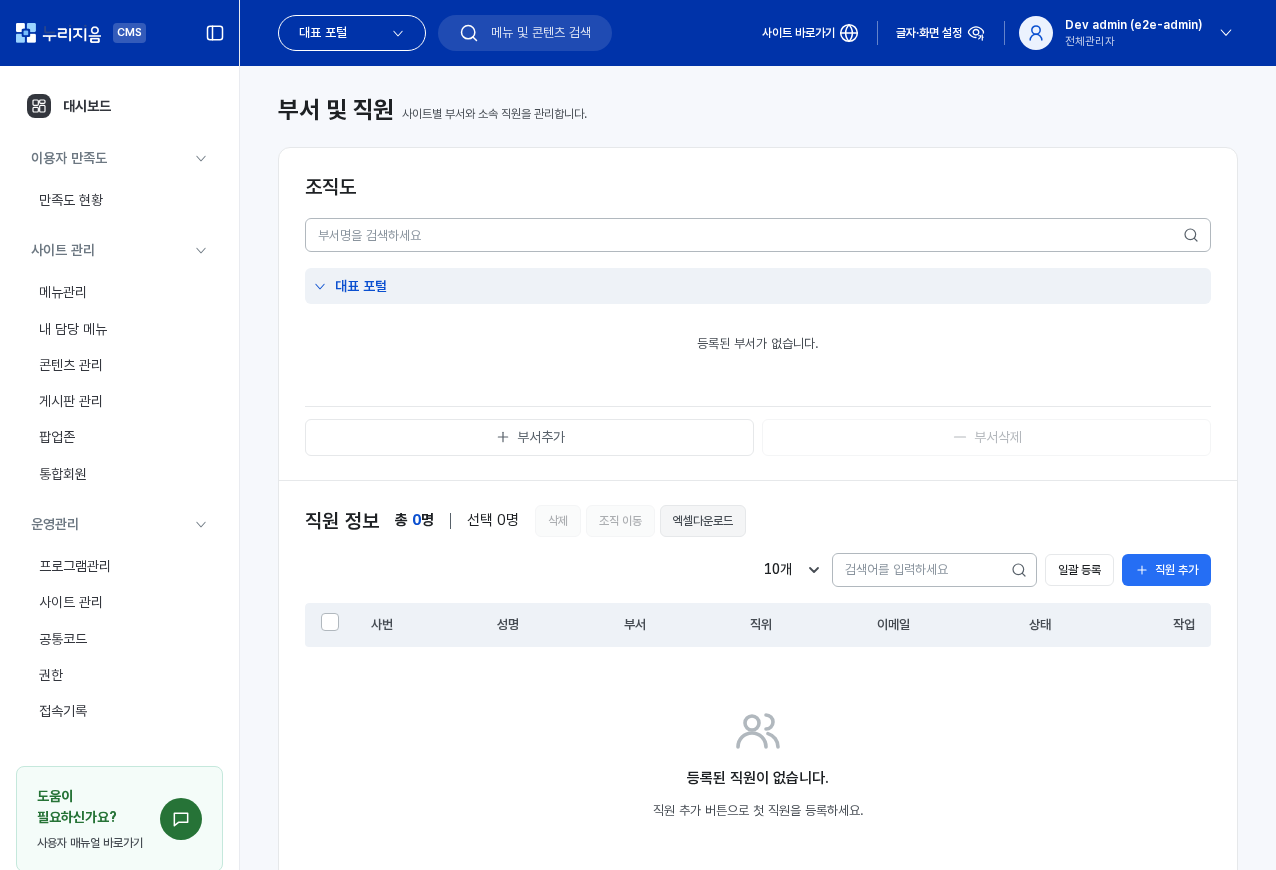 누리지음 CMS
대표 포털
메뉴 및 콘텐츠 검색
사이트 바로가기
글자·화면 설정
Dev admin (e2e-admin)
전체관리자
대시보드
이용자 만족도
만족도 현황
사이트 관리
메뉴관리
내 담당 메뉴
콘텐츠 관리
게시판 관리
팝업존
통합회원
운영관리
프로그램관리
사이트 관리
공통코드
권한
접속기록
도움이
필요하신가요?
사용자 매뉴얼 바로가기
부서 및 직원 사이트별 부서와 소속 직원을 관리합니다.
조직도
부서명을 검색하세요
대표 포털
등록된 부서가 없습니다.
부서추가 부서삭제
직원 정보 총 0명 선택 0명 삭제 조직 이동 엑셀다운로드
10개 검색어를 입력하세요 일괄 등록 직원 추가
사번 성명 부서 직위 이메일 상태 작업
등록된 직원이 없습니다.
직원 추가 버튼으로 첫 직원을 등록하세요.